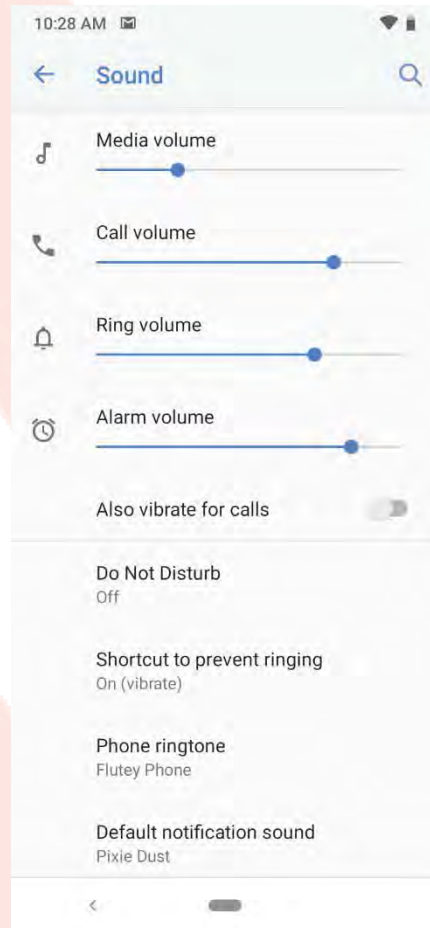 10:28 AM
Sound
Media volume
Call volume
Ring volume
Alarm volume
Also vibrate for calls
Do Not Disturb
Off
Shortcut to prevent ringing
On (vibrate)
Phone ringtone
Flutey Phone
Default notification sound
Pixie Dust